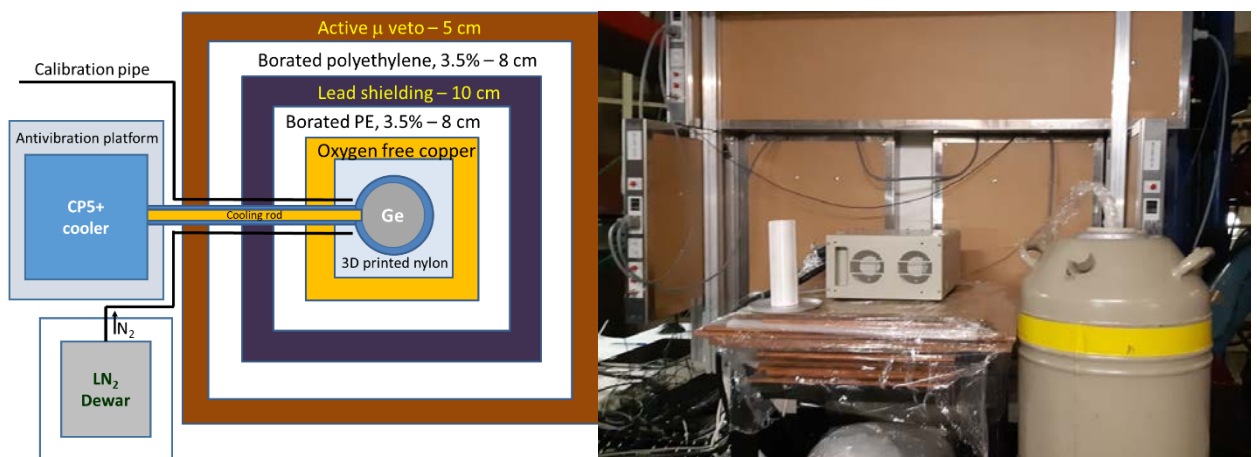 Active μ veto – 5 cm
Borated polyethylene, 3.5% – 8 cm
Calibration pipe
Lead shielding – 10 cm
Borated PE, 3.5% – 8 cm
Antivibration platform
Oxygen free copper
CP5+
cooler
Cooling rod
Ge
3D printed nylon
N₂
LN₂
Dewar